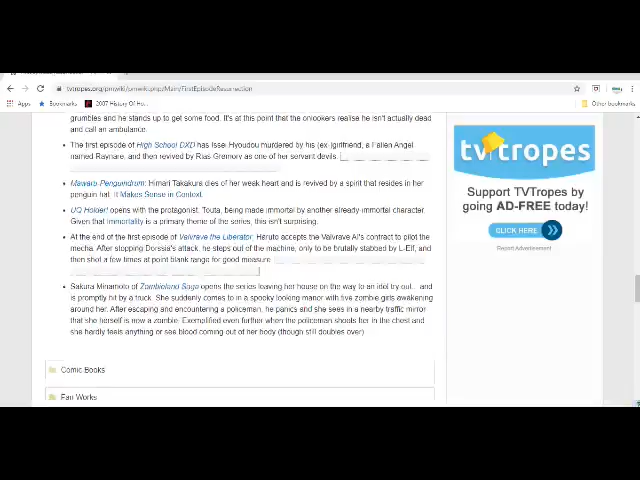 tvtropes.org/pmwiki/pmwiki.php/Main/FirstEpisodeResurrection
Apps Bookmarks 2007 History Of Ho... Other bookmarks
grumbles and he stands up to get some food. It's at this point that the onlookers realise he isn't actually dead
and call an ambulance.
The first episode of High School DXD has Issei Hyoudou murdered by his (ex-)girlfriend, a Fallen Angel
named Raynare, and then revived by Rias Gremory as one of her servant devils.
Mawaru-Penguindrum: Himari Takakura dies of her weak heart and is revived by a spirit that resides in her
penguin hat. It Makes Sense in Context.
UQ Holder! opens with the protagonist, Touta, being made immortal by another already immortal character.
Given that immortality is a primary theme of the series, this isn't surprising.
At the end of the first episode of Valvrave the Liberator, Haruto accepts the Valvrave AI's contract to pilot the
mecha. After stopping Dorssia's attack, he steps out of the machine, only to be brutally stabbed by L-Elf, and
then shot a few times at point blank range for good measure.
Sakura Minamoto of Zombieland Saga opens the series leaving her house on the way to an idol try out... and
is promptly hit by a truck. She suddenly comes to in a spooky looking manor with five zombie girls awakening
around her. After escaping and encountering a policeman, he panics and she sees in a nearby traffic mirror
that she herself is now a zombie. Exemplified even further when the policeman shoots her in the chest and
she hardly feels anything or see blood coming out of her body (though still doubles over)
Comic Books
Fan Works
tvtropes
Support TVTropes by
going AD-FREE today!
CLICK HERE
Report Advertisement